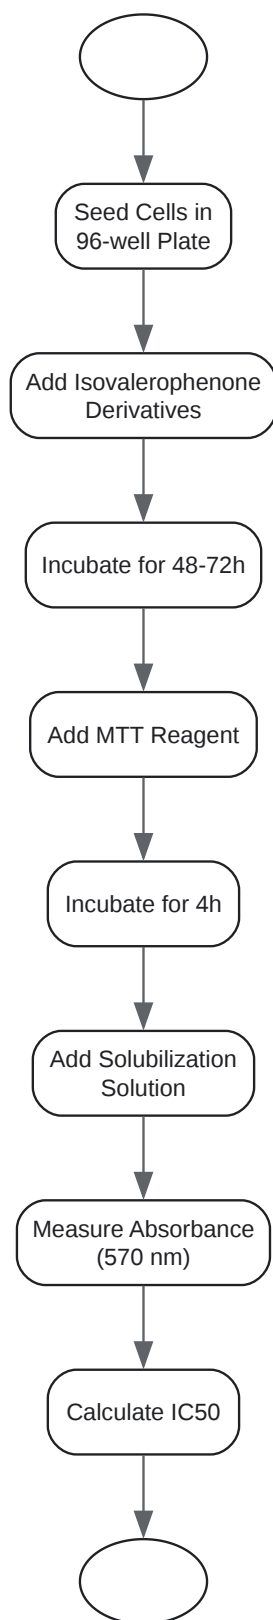 Seed Cells in
96-well Plate
Add Isovalerophenone
Derivatives
Incubate for 48-72h
Add MTT Reagent
Incubate for 4h
Add Solubilization
Solution
Measure Absorbance
(570 nm)
Calculate IC50